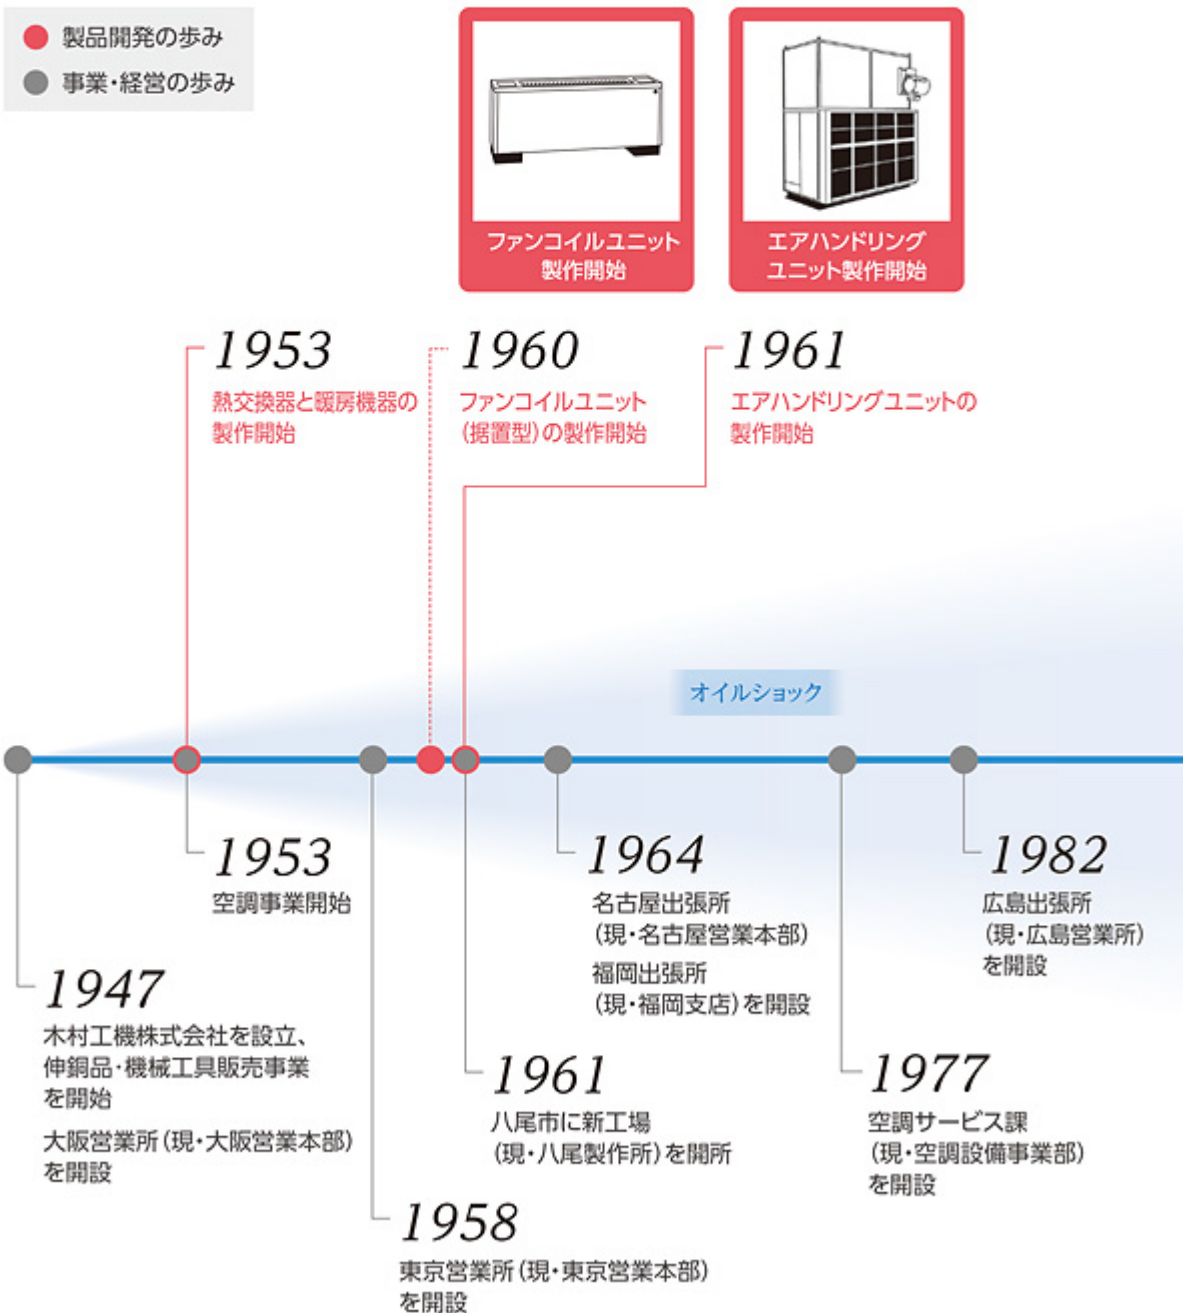 製品開発の歩み
事業・経営の歩み
ファンコイルユニット
製作開始
エアハンドリング
ユニット製作開始
1953
熱交換器と暖房機器の
製作開始
1960
ファンコイルユニット
(据置型)の製作開始
1961
エアハンドリングユニットの
製作開始
オイルショック
1953
空調事業開始
1964
名古屋出張所
(現・名古屋営業本部)
福岡出張所
(現・福岡支店)を開設
1982
広島出張所
(現・広島営業所)
を開設
1947
木村工機株式会社を設立、
伸銅品・機械工具販売事業
を開始
大阪営業所(現・大阪営業本部)
を開設
1961
八尾市に新工場
(現・八尾製作所)を開所
1977
空調サービス課
(現・空調設備事業部)
を開設
1958
東京営業所(現・東京営業本部)
を開設